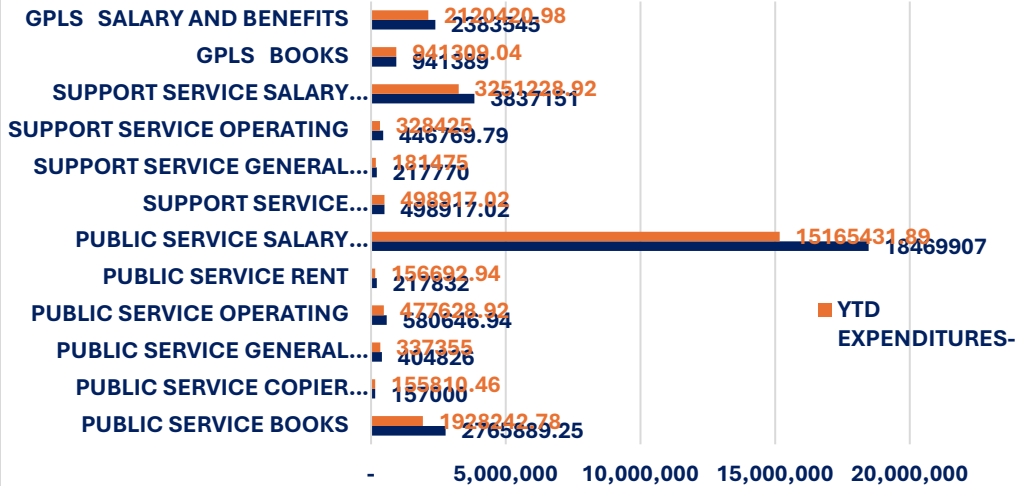 GPLS SALARY AND BENEFITS
2120420.98
2383545
GPLS BOOKS
941309.04
941389
SUPPORT SERVICE SALARY...
3251228.92
3837151
SUPPORT SERVICE OPERATING
328425
446769.79
SUPPORT SERVICE GENERAL...
181475
217770
SUPPORT SERVICE...
498917.02
498917.02
PUBLIC SERVICE SALARY...
15165431.89
18469907
PUBLIC SERVICE RENT
156692.94
217832
PUBLIC SERVICE OPERATING
477628.92
580646.94
PUBLIC SERVICE GENERAL...
337355
404826
PUBLIC SERVICE COPIER...
155810.46
157000
PUBLIC SERVICE BOOKS
1928242.78
2765889.25
YTD
EXPENDITURES-
- 5,000,000 10,000,000 15,000,000 20,000,000